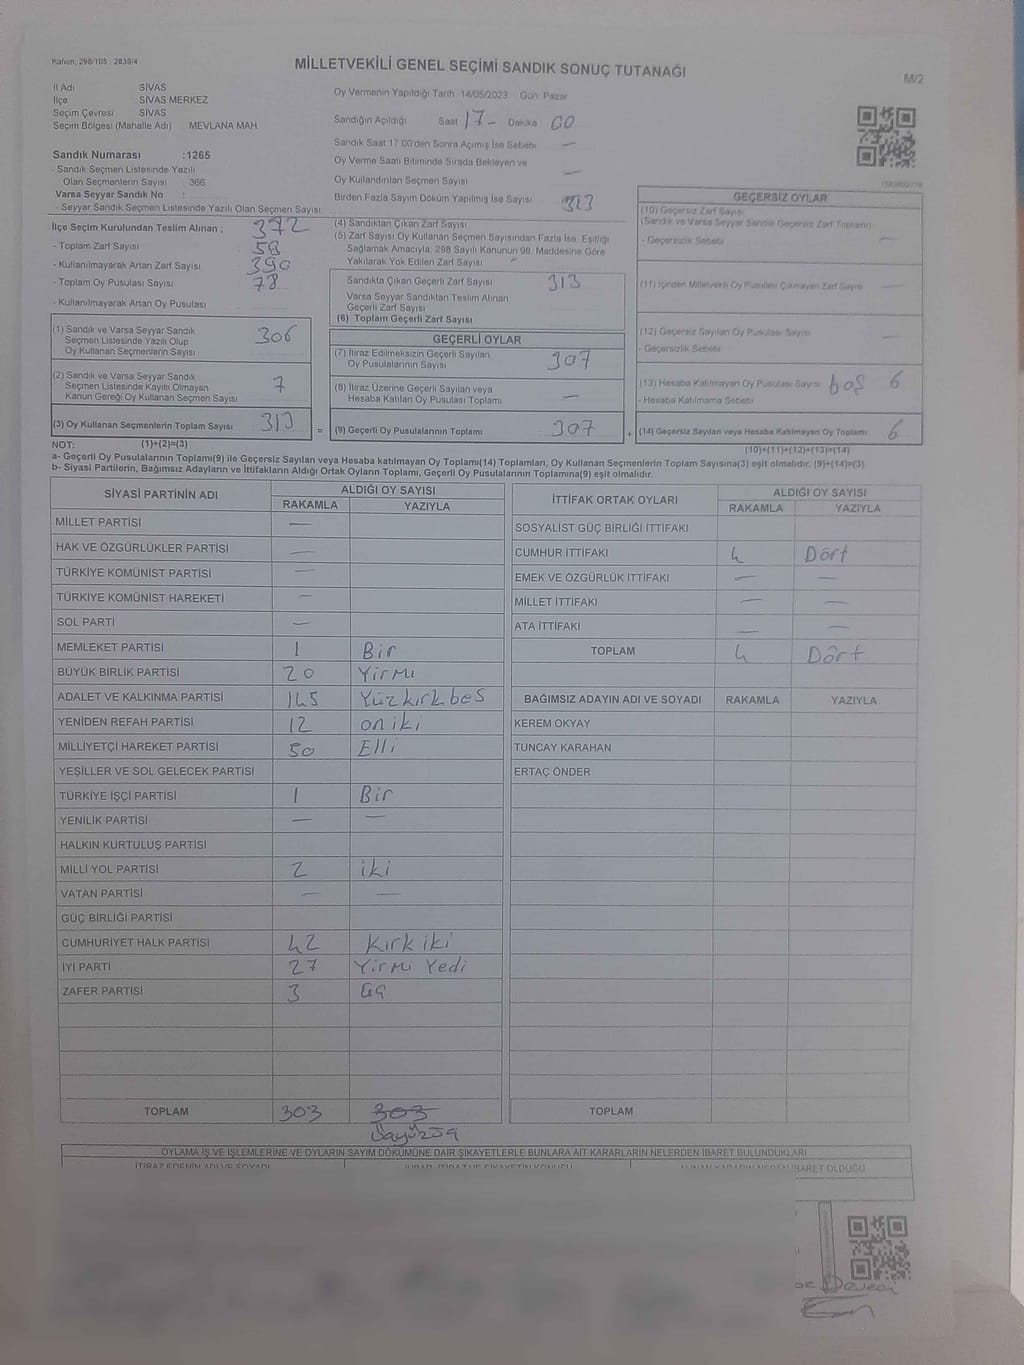 Kanun, 298/105 : 2839/4
MİLLETVEKİLİ GENEL SEÇİMİ SANDIK SONUÇ TUTANAĞI
M/2
İl Adı SİVAS
İlçe SİVAS MERKEZ
Seçim Çevresi SİVAS
Seçim Bölgesi (Mahalle Adı) MEVLANA MAH
Sandık Numarası :1265
- Sandık Seçmen Listesinde Yazılı
Olan Seçmenlerin Sayısı : 366
Varsa Seyyar Sandık No :
- Seyyar Sandık Seçmen Listesinde Yazılı Olan Seçmen Sayısı
İlçe Seçim Kurulundan Teslim Alınan ; 372
- Toplam Zarf Sayısı 58
- Kullanılmayarak Artan Zarf Sayısı 390
- Toplam Oy Pusulası Sayısı 78
- Kullanılmayarak Artan Oy Pusulası
Oy Vermenin Yapıldığı Tarih 14/05/2023 Gün: Pazar
Sandığın Açıldığı Saat 17- Dakika 00
Sandık Saat 17.00'den Sonra Açımış İse Sebebi —
Oy Verme Saati Bitiminde Sırada Bekleyen ve
Oy Kullandırılan Seçmen Sayısı —
Birden Fazla Sayım Döküm Yapılmış İse Sayısı 313
(4) Sandıktan Çıkan Zarf Sayısı
(5) Zarf Sayısı Oy Kullanan Seçmen Sayısından Fazla İse, Eşitliği
Sağlamak Amacıyla; 298 Sayılı Kanunun 98. Maddesine Göre
Yakılarak Yok Edilen Zarf Sayısı
Sandıkta Çıkan Geçerli Zarf Sayısı 313
Varsa Seyyar Sandıktan Teslim Alınan
Geçerli Zarf Sayısı
(6) Toplam Geçerli Zarf Sayısı
(1) Sandık ve Varsa Seyyar Sandık
Seçmen Listesinde Yazılı Olup
Oy Kullanan Seçmenlerin Sayısı 306
(2) Sandık ve Varsa Seyyar Sandık
Seçmen Listesinde Kayıtlı Olmayan
Kanun Gereği Oy Kullanan Seçmen Sayısı 7
(3) Oy Kullanan Seçmenlerin Toplam Sayısı 313 =
GEÇERLİ OYLAR
(7) İtiraz Edilmeksizin Geçerli Sayılan
Oy Pusulalarının Sayısı 307
(8) İtiraz Üzerine Geçerli Sayılan veya
Hesaba Katılan Oy Pusulası Toplamı —
(9) Geçerli Oy Pusulalarının Toplamı 307 +
GEÇERSİZ OYLAR
(10) Geçersiz Zarf Sayısı
(Sandık ve Varsa Seyyar Sandık Geçersiz Zarf Toplamı)
- Geçersizlik Sebebi —
(11) İçinden Milletvekili Oy Pusulası Çıkmayan Zarf Sayısı —
(12) Geçersiz Sayılan Oy Pusulası Sayısı —
- Geçersizlik Sebebi
(13) Hesaba Katılmayan Oy Pusulası Sayısı boş 6
- Hesaba Katılmama Sebebi
(14) Geçersiz Sayılan veya Hesaba Katılmayan Oy Toplamı 6
NOT: (1)+(2)=(3)
(10)+(11)+(12)+(13)=(14)
a- Geçerli Oy Pusulaların Toplamı(9) ile Geçersiz Sayılan veya Hesaba katılmayan Oy Toplamı(14) Toplamları, Oy Kullanan Seçmenlerin Toplam Sayısına(3) eşit olmalıdır. (9)+(14)=(3)
b- Siyasi Partilerin, Bağımsız Adayların ve İttifakların Aldığı Ortak Oyların Toplamı, Geçerli Oy Pusulalarının Toplamına(9) eşit olmalıdır.
SİYASİ PARTİNİN ADI ALDIĞI OY SAYISI
RAKAMLA YAZIYLA
MİLLET PARTİSİ —
HAK VE ÖZGÜRLÜKLER PARTİSİ —
TÜRKİYE KOMÜNİST PARTİSİ —
TÜRKİYE KOMÜNİST HAREKETİ —
SOL PARTİ —
MEMLEKET PARTİSİ 1 Bir
BÜYÜK BİRLİK PARTİSİ 20 Yirmi
ADALET VE KALKINMA PARTİSİ 145 Yüzkırkbeş
YENİDEN REFAH PARTİSİ 12 oniki
MİLLİYETÇİ HAREKET PARTİSİ 50 Elli
YEŞİLLER VE SOL GELECEK PARTİSİ
TÜRKİYE İŞÇİ PARTİSİ 1 Bir
YENİLİK PARTİSİ — —
HALKIN KURTULUŞ PARTİSİ
MİLLİ YOL PARTİSİ 2 iki
VATAN PARTİSİ — —
GÜÇ BİRLİĞİ PARTİSİ
CUMHURİYET HALK PARTİSİ 42 Kırkiki
İYİ PARTİ 27 Yirmi Yedi
ZAFER PARTİSİ 3 Üç
TOPLAM 303 303
Üçyüzüç
İTTİFAK ORTAK OYLARI ALDIĞI OY SAYISI
RAKAMLA YAZIYLA
SOSYALİST GÜÇ BİRLİĞİ İTTİFAKI
CUMHUR İTTİFAKI 4 Dört
EMEK VE ÖZGÜRLÜK İTTİFAKI — —
MİLLET İTTİFAKI — —
ATA İTTİFAKI — —
TOPLAM 4 Dört
BAĞIMSIZ ADAYIN ADI VE SOYADI RAKAMLA YAZIYLA
KEREM OKYAY
TUNCAY KARAHAN
ERTAÇ ÖNDER
TOPLAM
OYLAMA İŞ VE İŞLEMLERİNE VE OYLARIN SAYIM DÖKÜMÜNE DAİR ŞİKAYETLERLE BUNLARA AİT KARARLARIN NELERDEN İBARET BULUNDUKLARI
İTİRAZ EDENİN ADI VE SOYADI